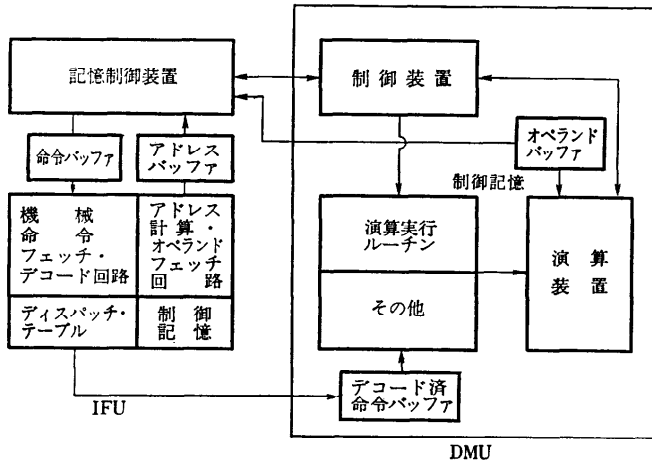 記憶制御装置
制御装置
命令バッファ
アドレス
バッファ
オペランド
バッファ
制御記憶
機械
命令
フェッチ・
デコード回路
アドレス
計算・
オペランド
フェッチ
回路
演算実行
ルーチン
演算
装置
その他
ディスパッチ・
テーブル
制御
記憶
デコード済
命令バッファ
IFU
DMU